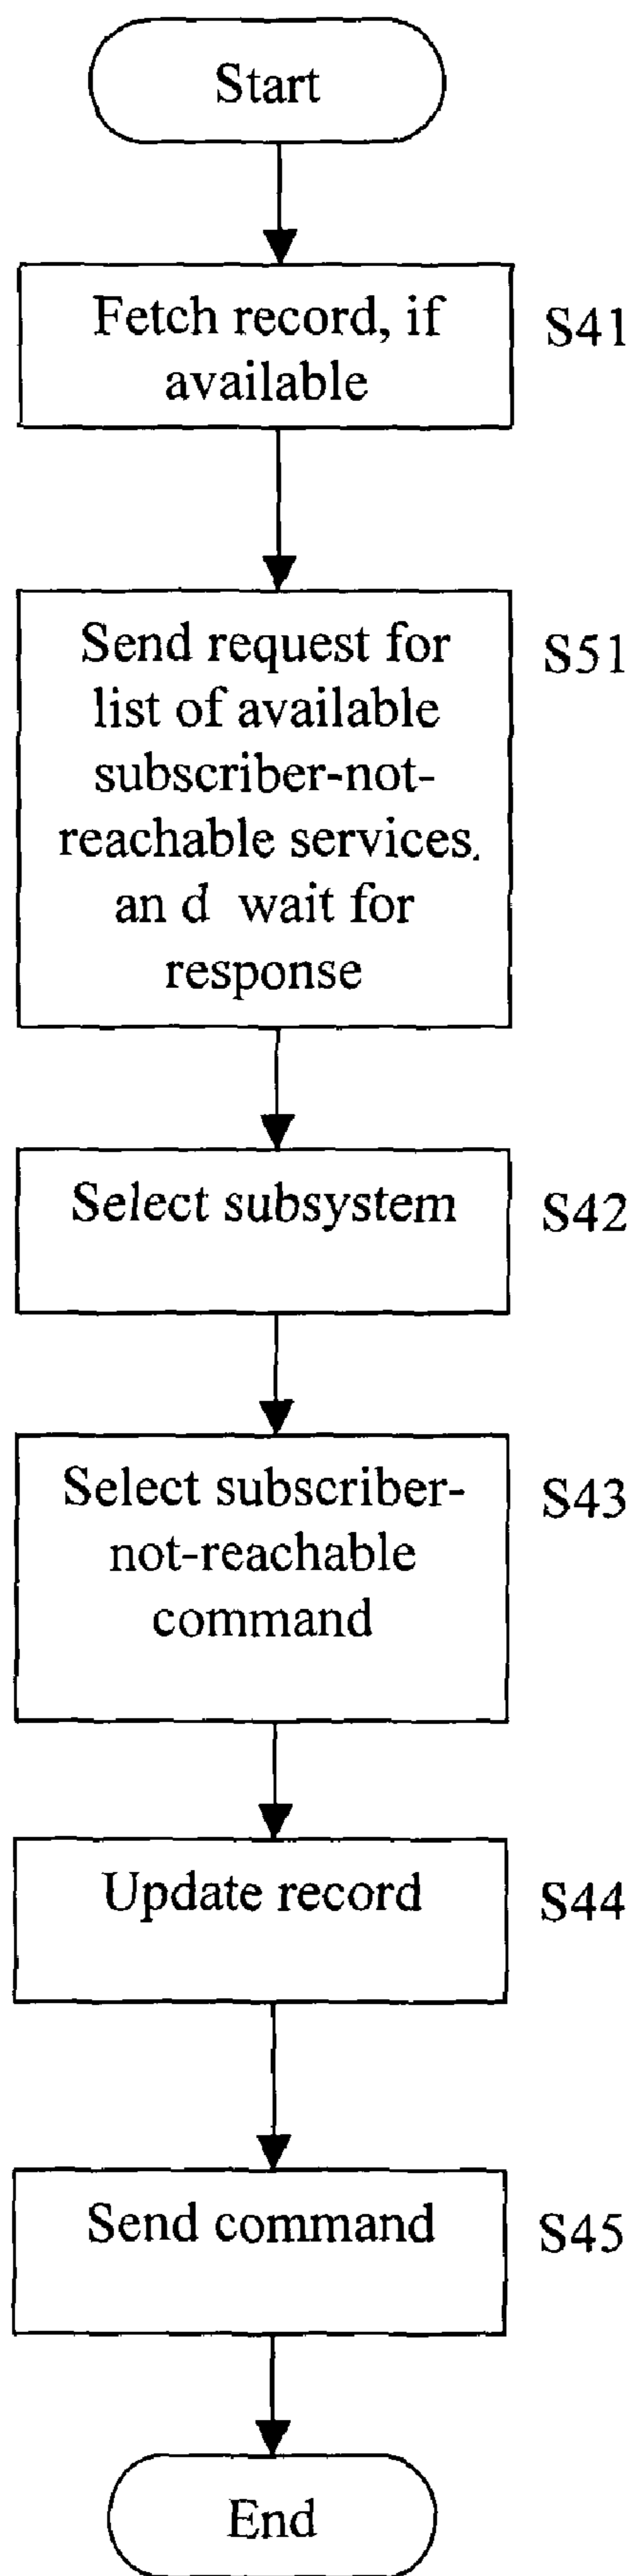 Start
Fetch record, if
available
S41
Send request for
list of available
subscriber-not-
reachable services.
an d wait for
response
S51
Select subsystem
S42
Select subscriber-
not-reachable
command
S43
Update record
S44
Send command
S45
End